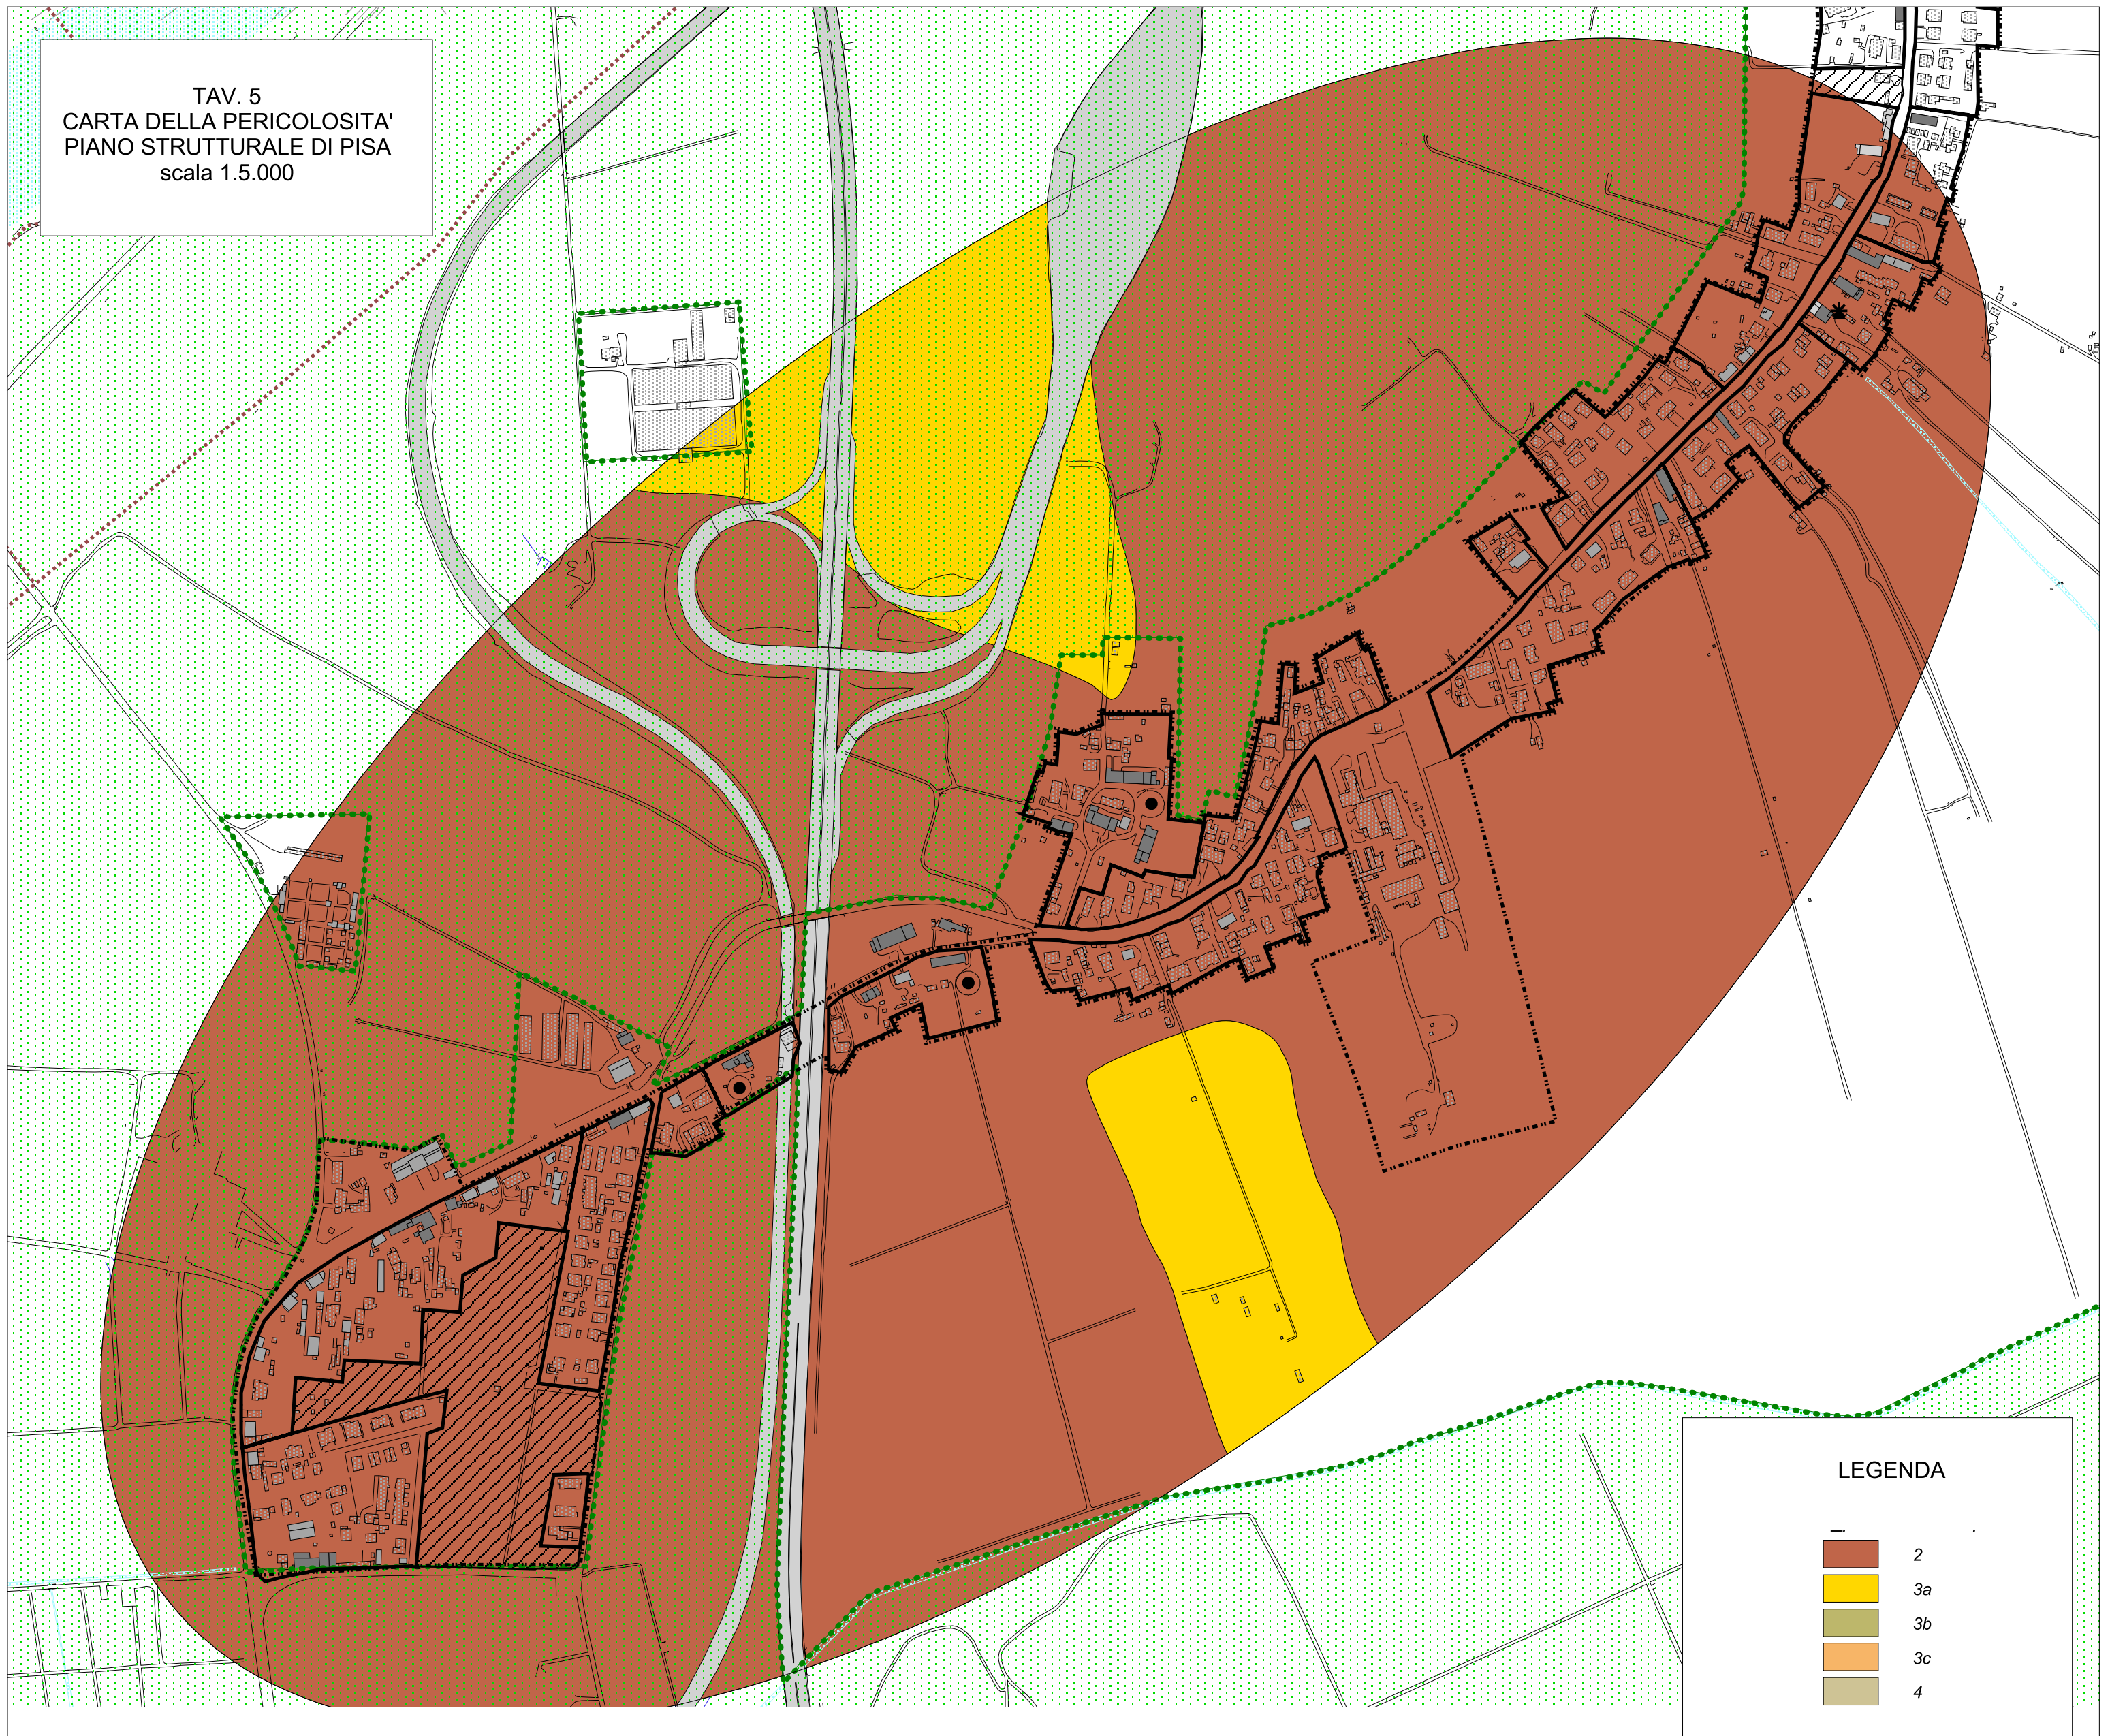 TAV. 5
CARTA DELLA PERICOLOSITA'
PIANO STRUTTURALE DI PISA
scala 1.5.000
LEGENDA
2
3a
3b
3c
4